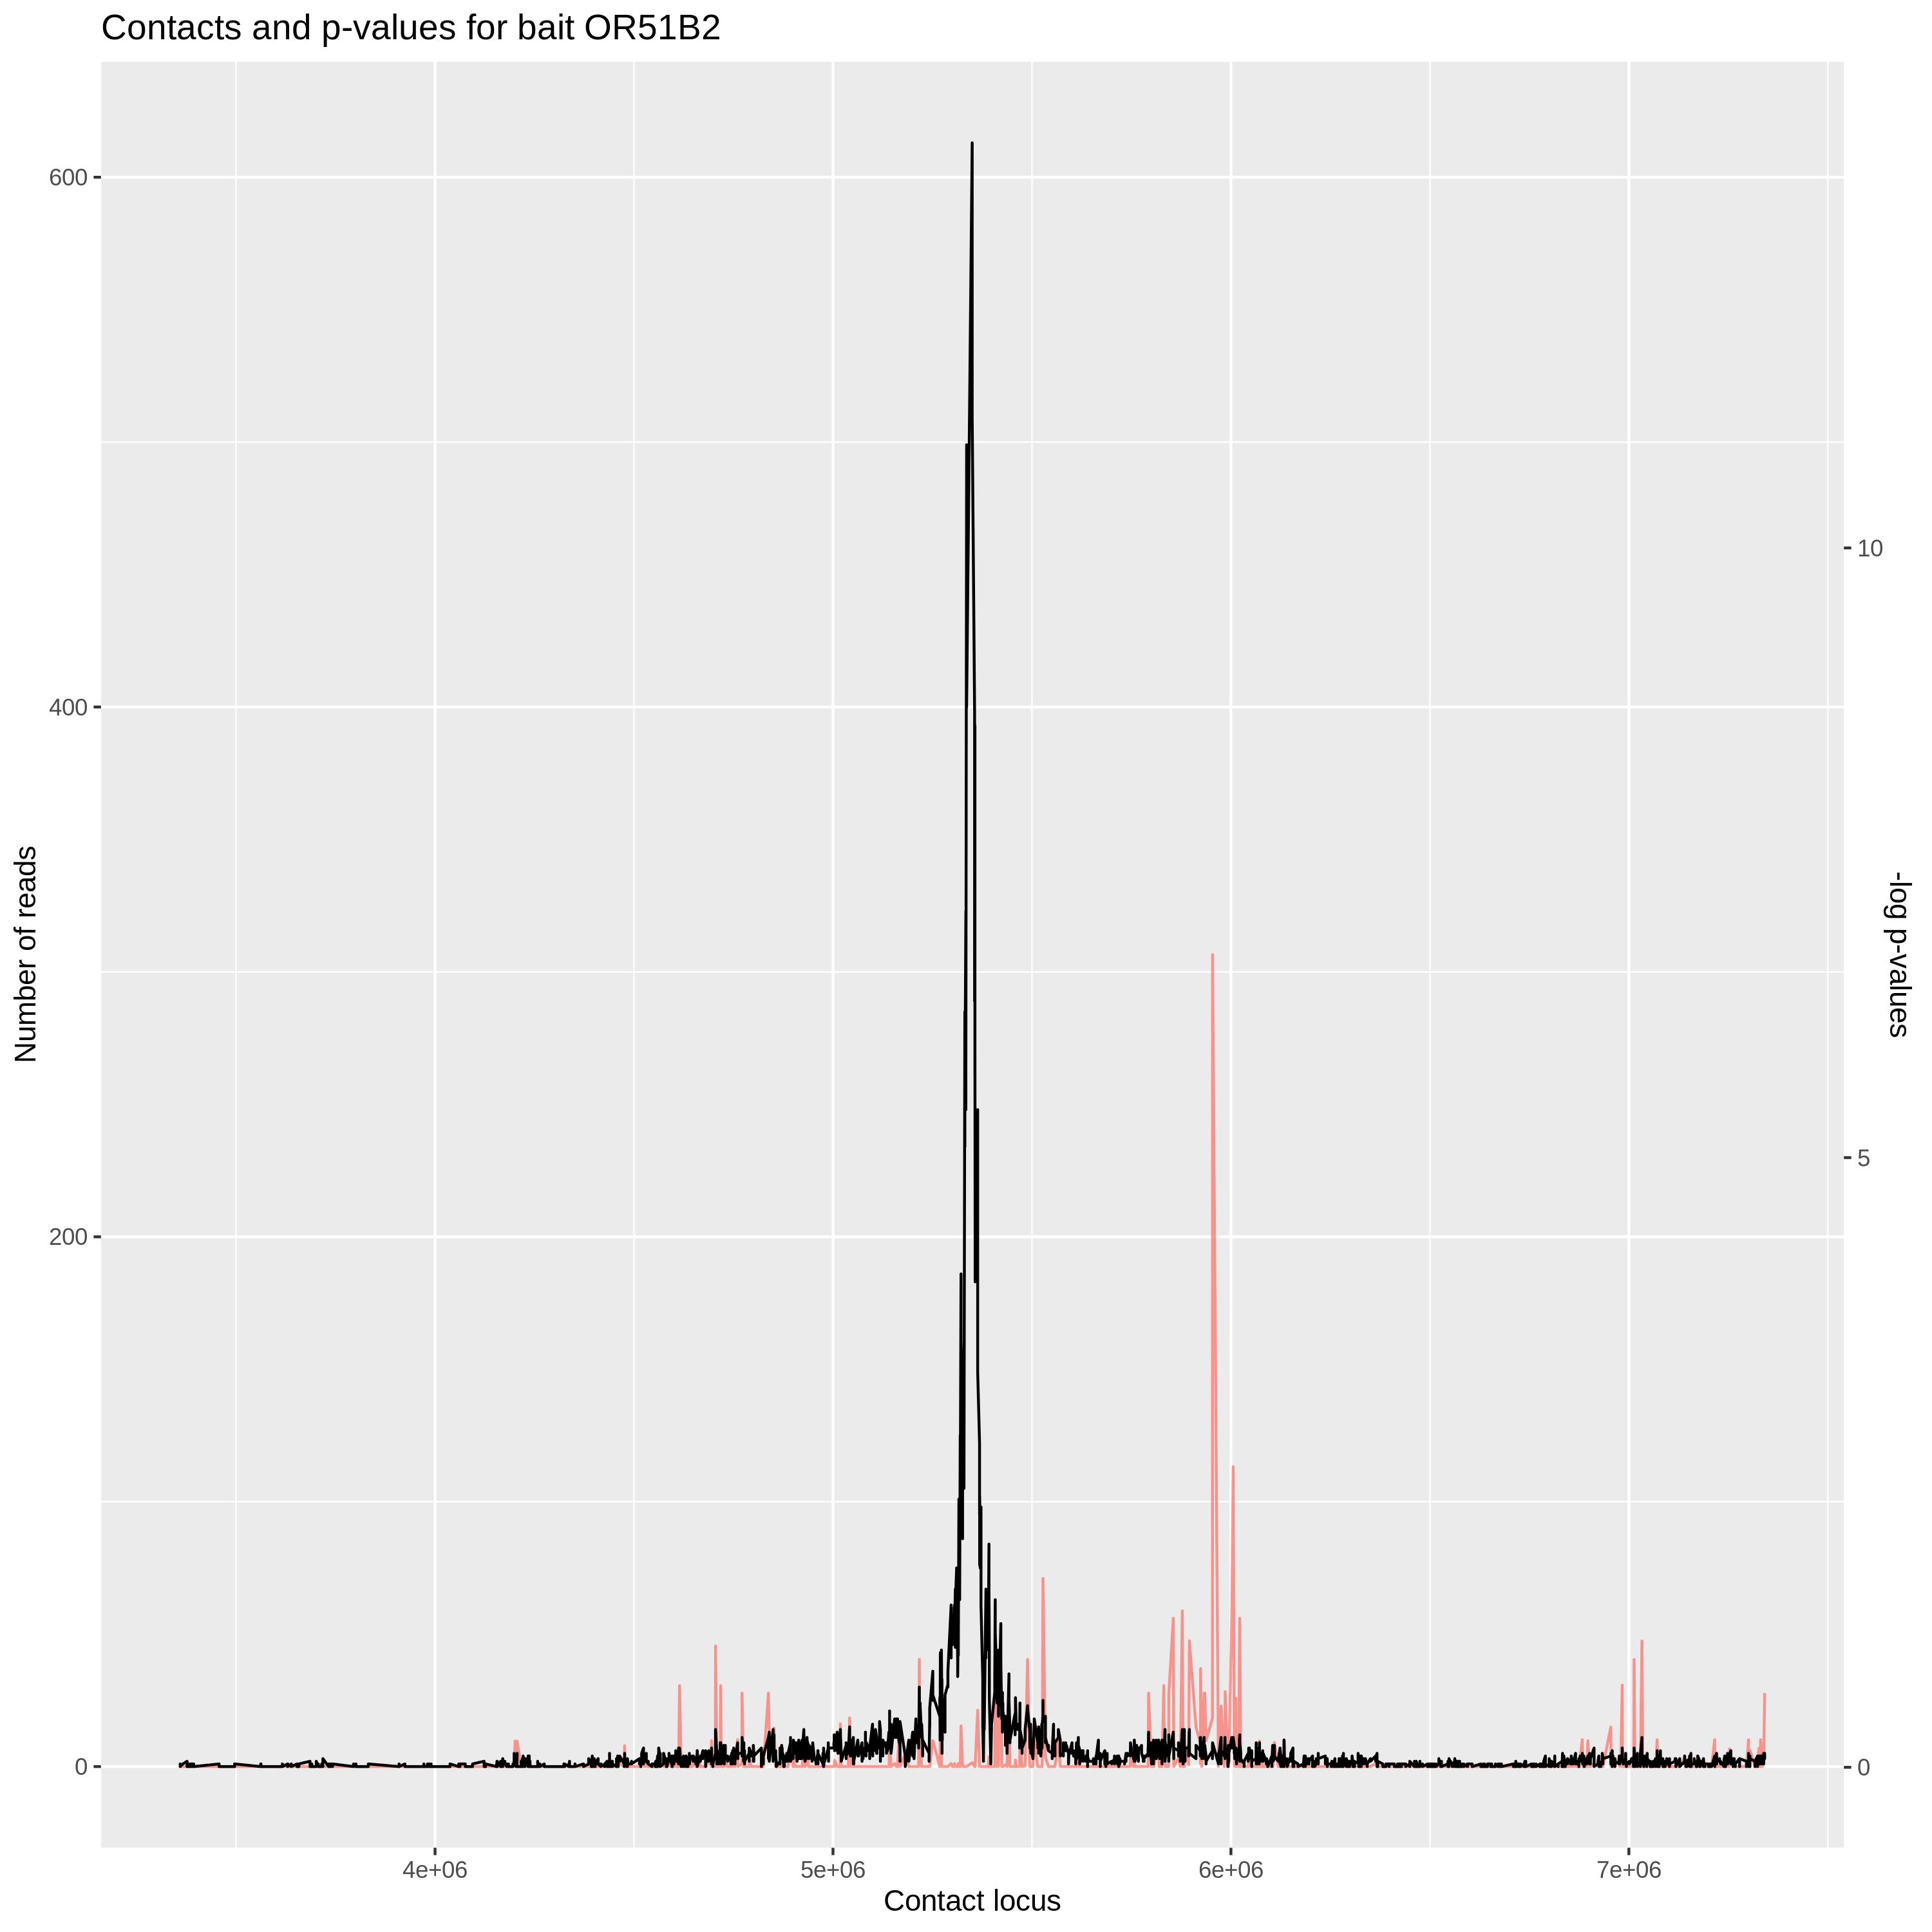 Contacts and p-values for bait OR51B2
600
400
200
0
Number of reads
10
5
0
-log p-values
4e+06
5e+06
6e+06
7e+06
Contact locus